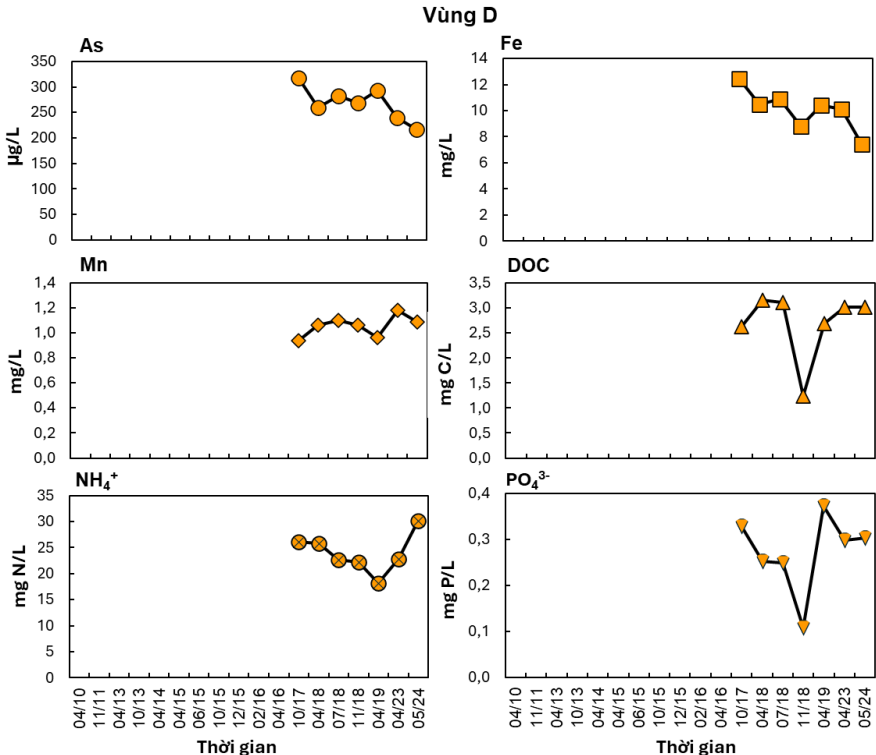 Vùng D
As
350
300
250
200
150
100
50
0
µg/L
Fe
14
12
10
8
6
4
2
0
mg/L
Mn
1,4
1,2
1,0
0,8
0,6
0,4
0,2
0,0
mg/L
DOC
3,5
3,0
2,5
2,0
1,5
1,0
0,5
0,0
mg C/L
NH₄⁺
35
30
25
20
15
10
5
0
mg N/L
04/10 11/11 04/13 10/13 04/14 04/15 06/15 10/15 12/15 02/16 04/16 10/17 04/18 07/18 11/18 04/19 04/23 05/24
Thời gian
PO₄³⁻
0,4
0,3
0,2
0,1
0,0
mg P/L
04/10 11/11 04/13 10/13 04/14 04/15 06/15 10/15 12/15 02/16 04/16 10/17 04/18 07/18 11/18 04/19 04/23 05/24
Thời gian